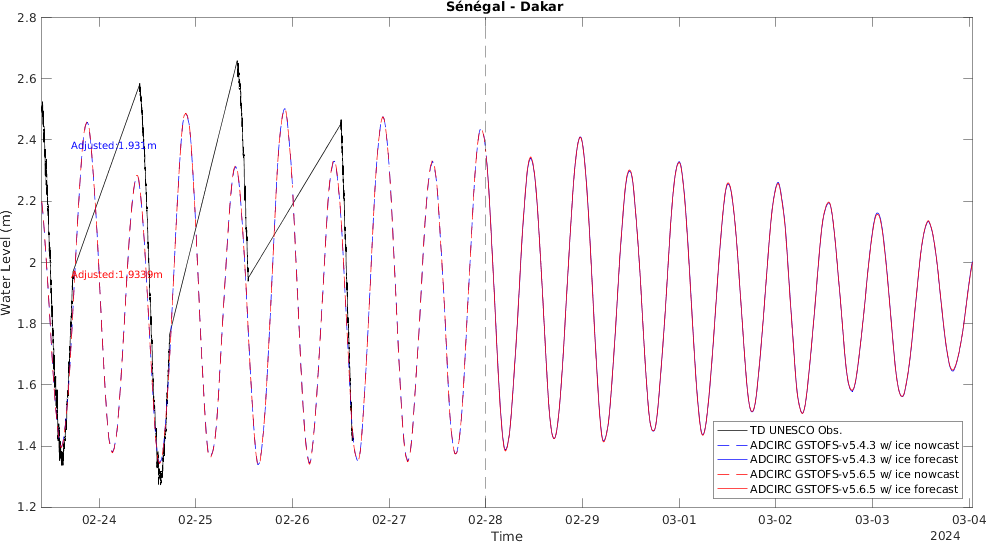 Sénégal - Dakar
2.8
2.6
2.4
2.2
2
1.8
1.6
1.4
1.2
Water Level (m)
Adjusted:1.931m
Adjusted:1.9339m
TD UNESCO Obs.
ADCIRC GSTOFS-v5.4.3 w/ ice nowcast
ADCIRC GSTOFS-v5.4.3 w/ ice forecast
ADCIRC GSTOFS-v5.6.5 w/ ice nowcast
ADCIRC GSTOFS-v5.6.5 w/ ice forecast
02-24 02-25 02-26 02-27 02-28 02-29 03-01 03-02 03-03 03-04
Time
2024